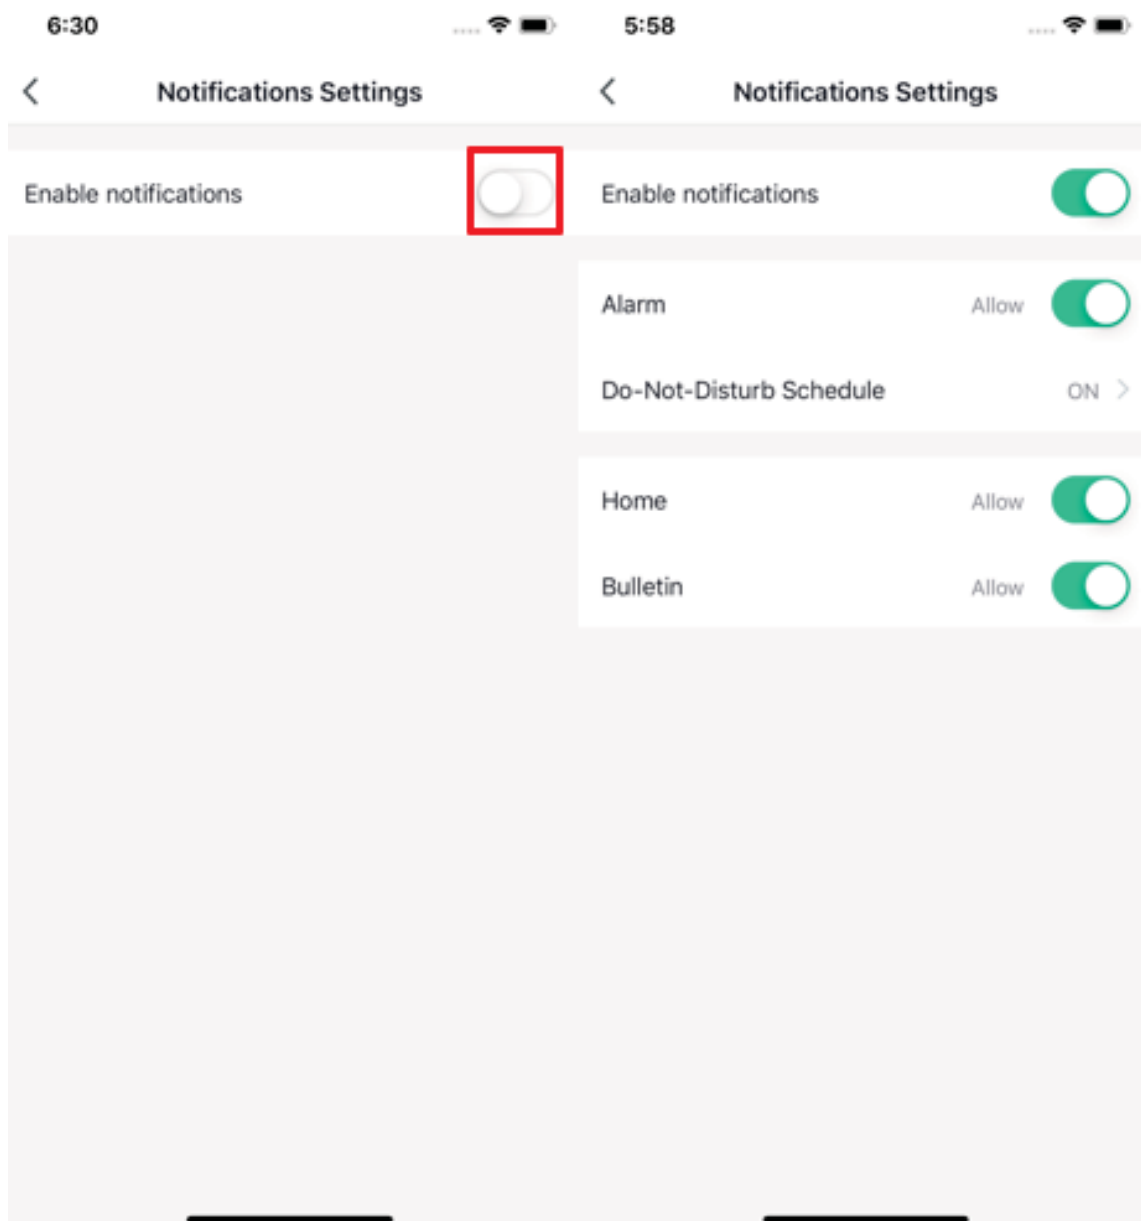 6:30
Notifications Settings
Enable notifications
5:58
Notifications Settings
Enable notifications
Alarm Allow
Do-Not-Disturb Schedule ON
Home Allow
Bulletin Allow